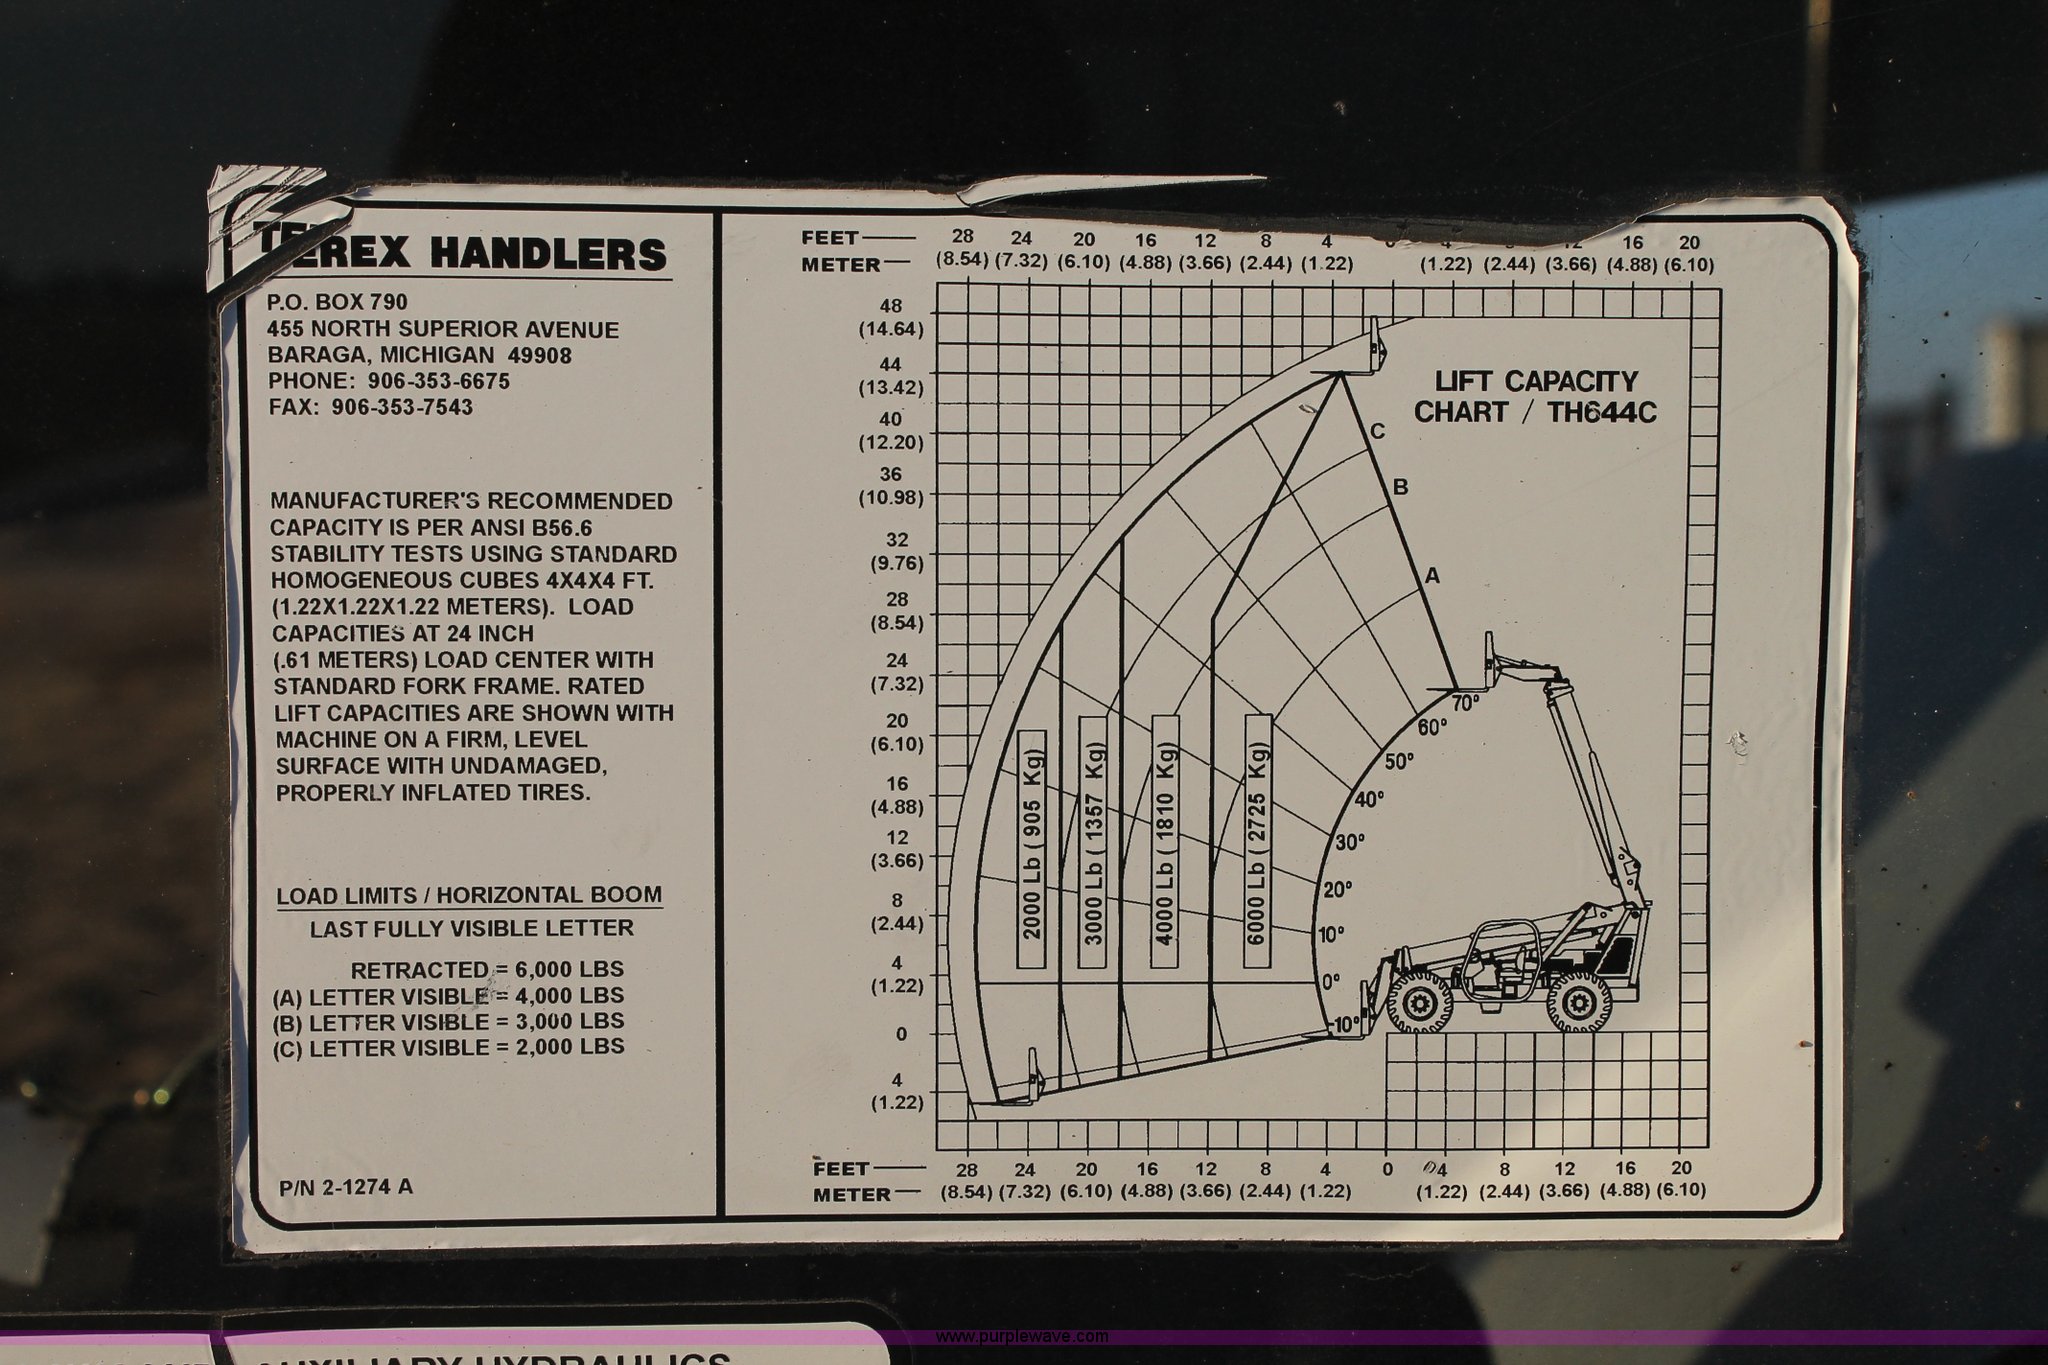 TEREX HANDLERS
P.O. BOX 790
455 NORTH SUPERIOR AVENUE
BARAGA, MICHIGAN 49908
PHONE: 906-353-6675
FAX: 906-353-7543
MANUFACTURER'S RECOMMENDED
CAPACITY IS PER ANSI B56.6
STABILITY TESTS USING STANDARD
HOMOGENEOUS CUBES 4X4X4 FT.
(1.22X1.22X1.22 METERS). LOAD
CAPACITIES AT 24 INCH
(.61 METERS) LOAD CENTER WITH
STANDARD FORK FRAME. RATED
LIFT CAPACITIES ARE SHOWN WITH
MACHINE ON A FIRM, LEVEL
SURFACE WITH UNDAMAGED,
PROPERLY INFLATED TIRES.
LOAD LIMITS / HORIZONTAL BOOM
LAST FULLY VISIBLE LETTER
RETRACTED = 6,000 LBS
(A) LETTER VISIBLE = 4,000 LBS
(B) LETTER VISIBLE = 3,000 LBS
(C) LETTER VISIBLE = 2,000 LBS
P/N 2-1274 A
FEET 28 24 20 16 12 8 4 0 4 8 12 16 20
METER (8.54) (7.32) (6.10) (4.88) (3.66) (2.44) (1.22) (1.22) (2.44) (3.66) (4.88) (6.10)
48
(14.64)
44
(13.42)
40
(12.20)
36
(10.98)
32
(9.76)
28
(8.54)
24
(7.32)
20
(6.10)
16
(4.88)
12
(3.66)
8
(2.44)
4
(1.22)
0
4
(1.22)
LIFT CAPACITY
CHART / TH644C
C
B
A
70°
60°
50°
40°
30°
20°
10°
0°
-10°
2000 Lb ( 905 Kg)
3000 Lb ( 1357 Kg)
4000 Lb ( 1810 Kg)
6000 Lb ( 2725 Kg)
FEET 28 24 20 16 12 8 4 0 4 8 12 16 20
METER (8.54) (7.32) (6.10) (4.88) (3.66) (2.44) (1.22) (1.22) (2.44) (3.66) (4.88) (6.10)
www.purplewave.com
AUXILIARY HYDRAULICS